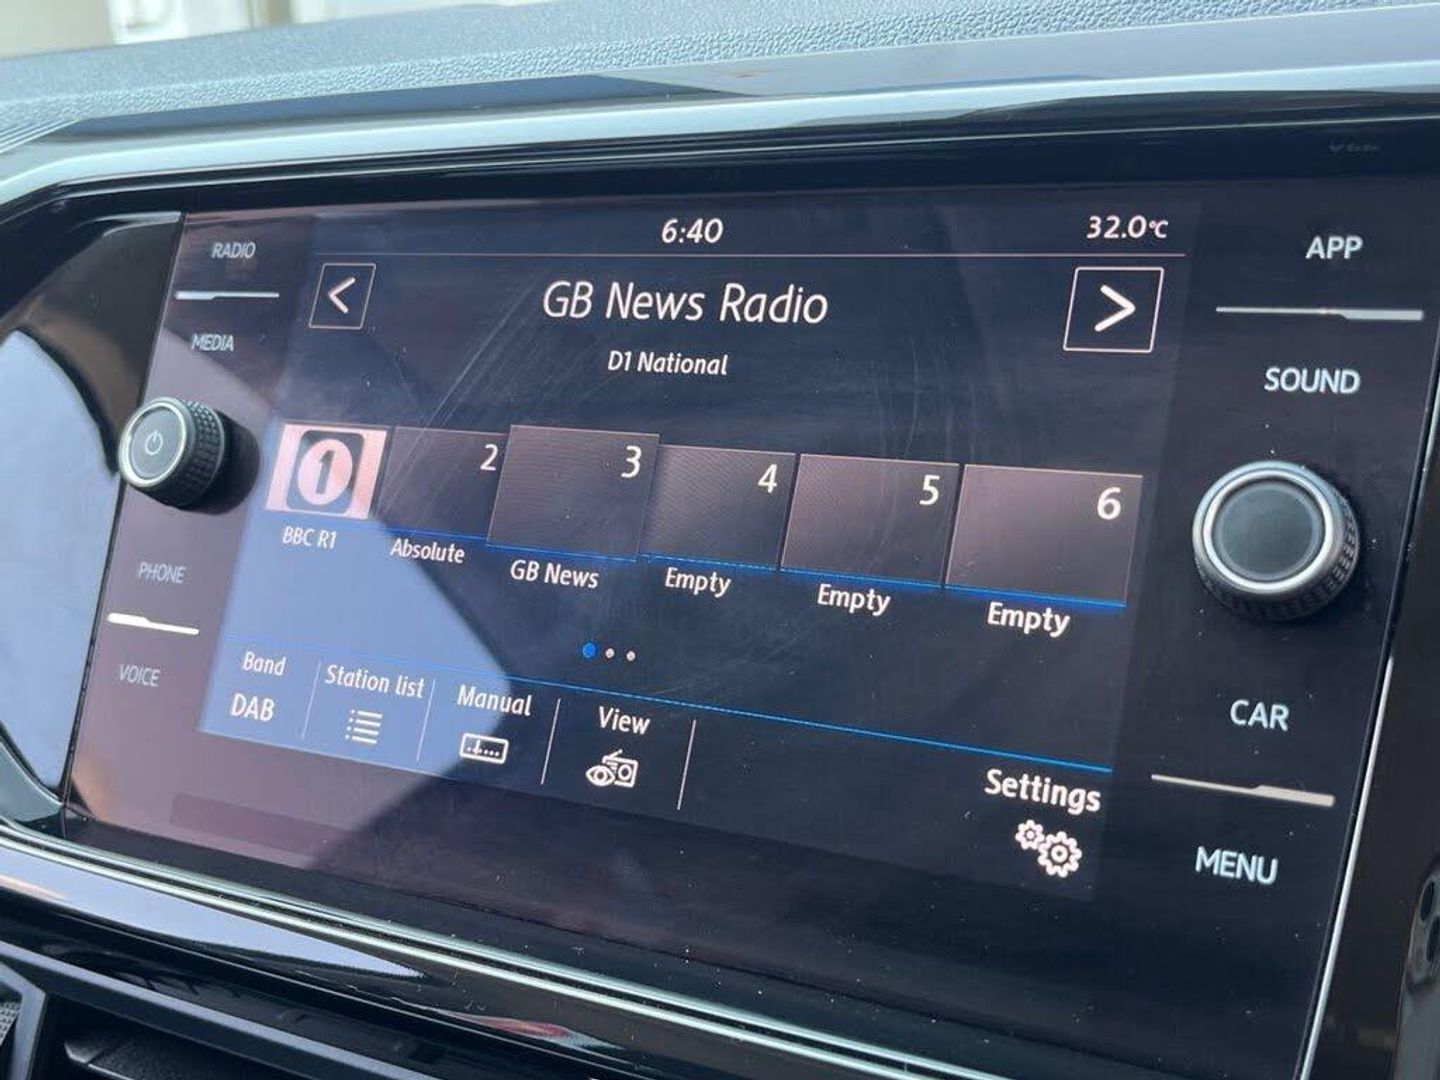 6:40
32.0°C
RADIO
MEDIA
PHONE
VOICE
<
GB News Radio
>
D1 National
1
2
3
4
5
6
BBC R1
Absolute
GB News
Empty
Empty
Empty
Band
DAB
Station list
Manual
View
Settings
APP
SOUND
CAR
MENU